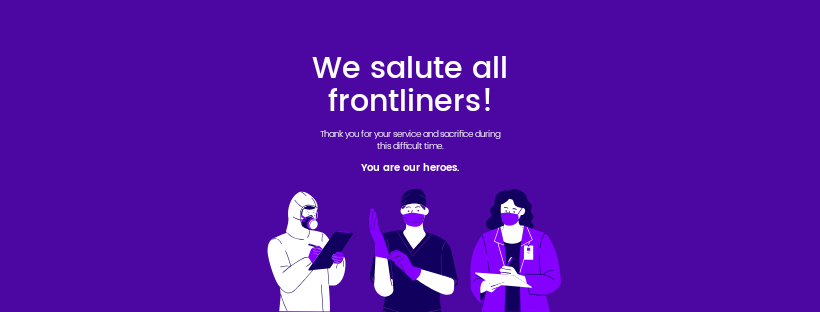 We salute all
frontliners!
Thank you for your service and sacrifice during
this difficult time.
You are our heroes.